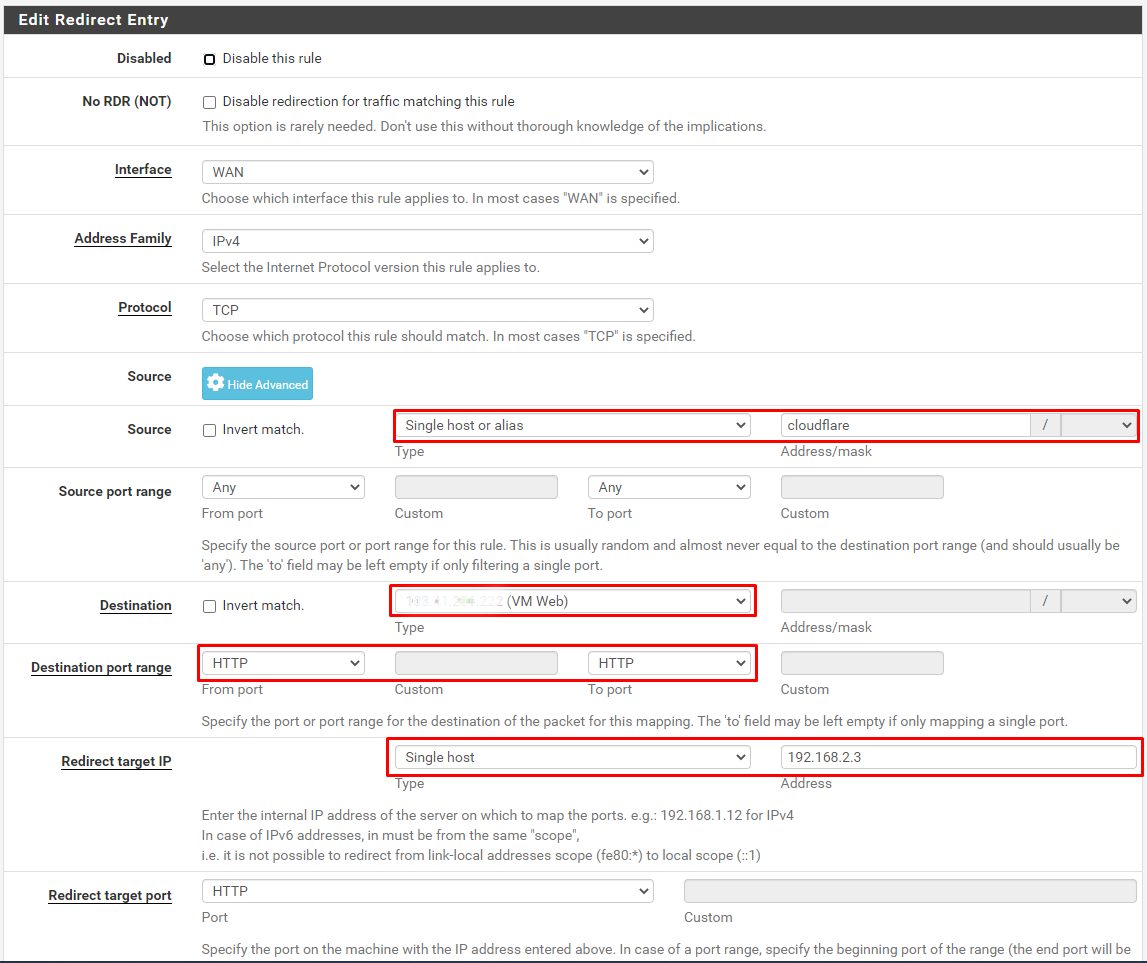 Edit Redirect Entry
Disabled Disable this rule
No RDR (NOT) Disable redirection for traffic matching this rule
This option is rarely needed. Don't use this without thorough knowledge of the implications.
Interface WAN
Choose which interface this rule applies to. In most cases "WAN" is specified.
Address Family IPv4
Select the Internet Protocol version this rule applies to.
Protocol TCP
Choose which protocol this rule should match. In most cases "TCP" is specified.
Source Hide Advanced
Source Invert match. Single host or alias cloudflare /
Type Address/mask
Source port range Any Any
From port Custom To port Custom
Specify the source port or port range for this rule. This is usually random and almost never equal to the destination port range (and should usually be
'any'). The 'to' field may be left empty if only filtering a single port.
Destination Invert match. (VM Web) /
Type Address/mask
Destination port range HTTP HTTP
From port Custom To port Custom
Specify the port or port range for the destination of the packet for this mapping. The 'to' field may be left empty if only mapping a single port.
Redirect target IP Single host 192.168.2.3
Type Address
Enter the internal IP address of the server on which to map the ports. e.g.: 192.168.1.12 for IPv4
In case of IPv6 addresses, in must be from the same "scope",
i.e. it is not possible to redirect from link-local addresses scope (fe80:*) to local scope (::1)
Redirect target port HTTP
Port Custom
Specify the port on the machine with the IP address entered above. In case of a port range, specify the beginning port of the range (the end port will be